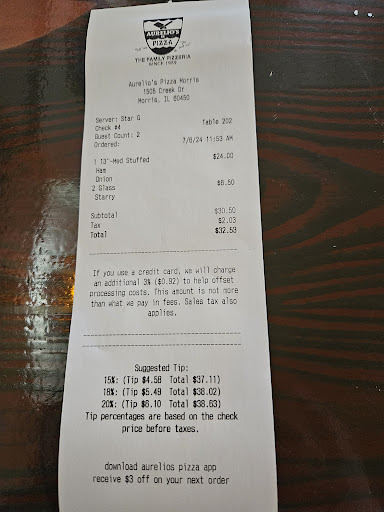 AURELIO'S
PIZZA
THE FAMILY PIZZERIA
SINCE 1959
Aurelio's Pizza Morris
1505 Creek Dr
Morris, IL 60450
Server: Star G Table 202
Check #4
Guest Count: 2
Ordered: 7/6/24 11:53 AM
1 13"-Med Stuffed $24.00
Ham
Onion
2 Glass $6.50
Starry
Subtotal $30.50
Tax $2.03
Total $32.53
If you use a credit card, we will charge
an additional 3% ($0.92) to help offset
processing costs. This amount is not more
than what we pay in fees. Sales tax also
applies.
Suggested Tip:
15%: (Tip $4.58 Total $37.11)
18%: (Tip $5.49 Total $38.02)
20%: (Tip $6.10 Total $38.63)
Tip percentages are based on the check
price before taxes.
download aurelios pizza app
receive $3 off on your next order